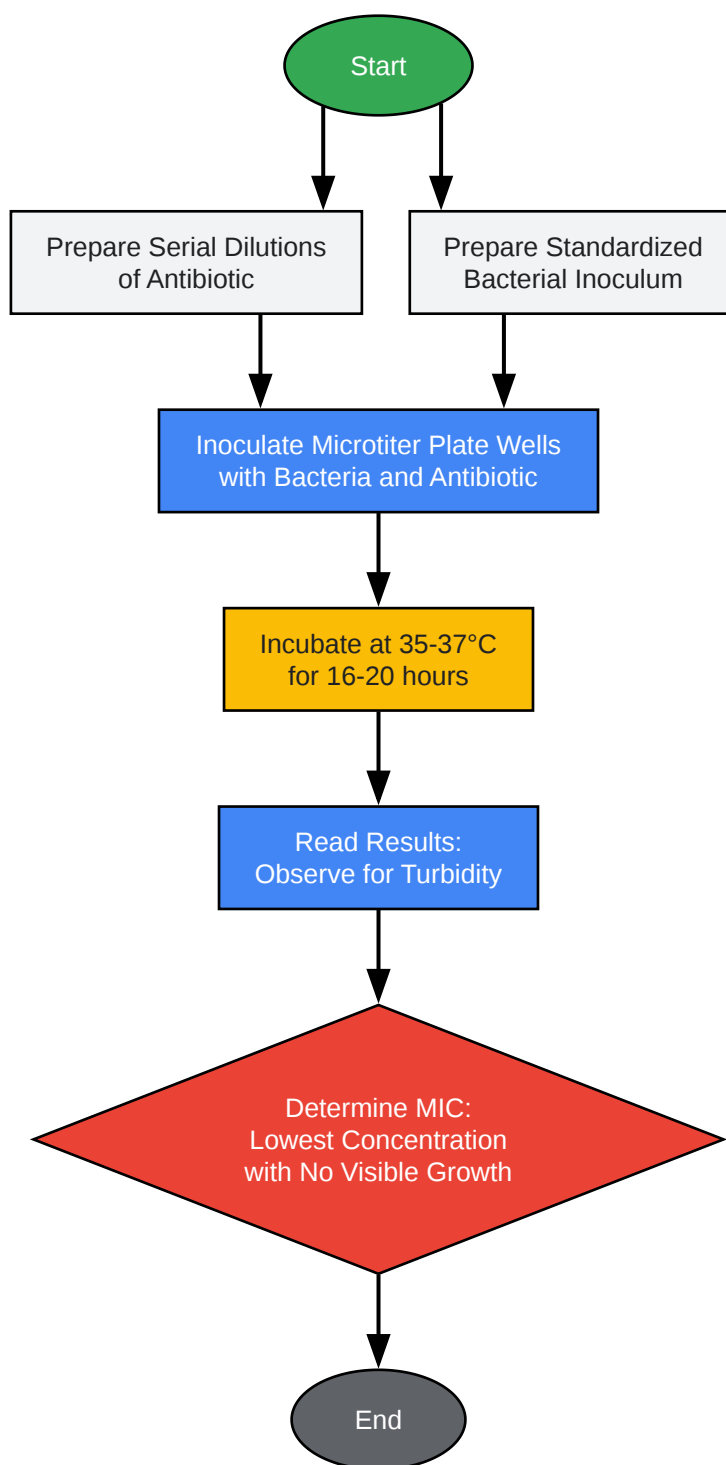 Start
Prepare Serial Dilutions
of Antibiotic
Prepare Standardized
Bacterial Inoculum
Inoculate Microtiter Plate Wells
with Bacteria and Antibiotic
Incubate at 35-37°C
for 16-20 hours
Read Results:
Observe for Turbidity
Determine MIC:
Lowest Concentration
with No Visible Growth
End